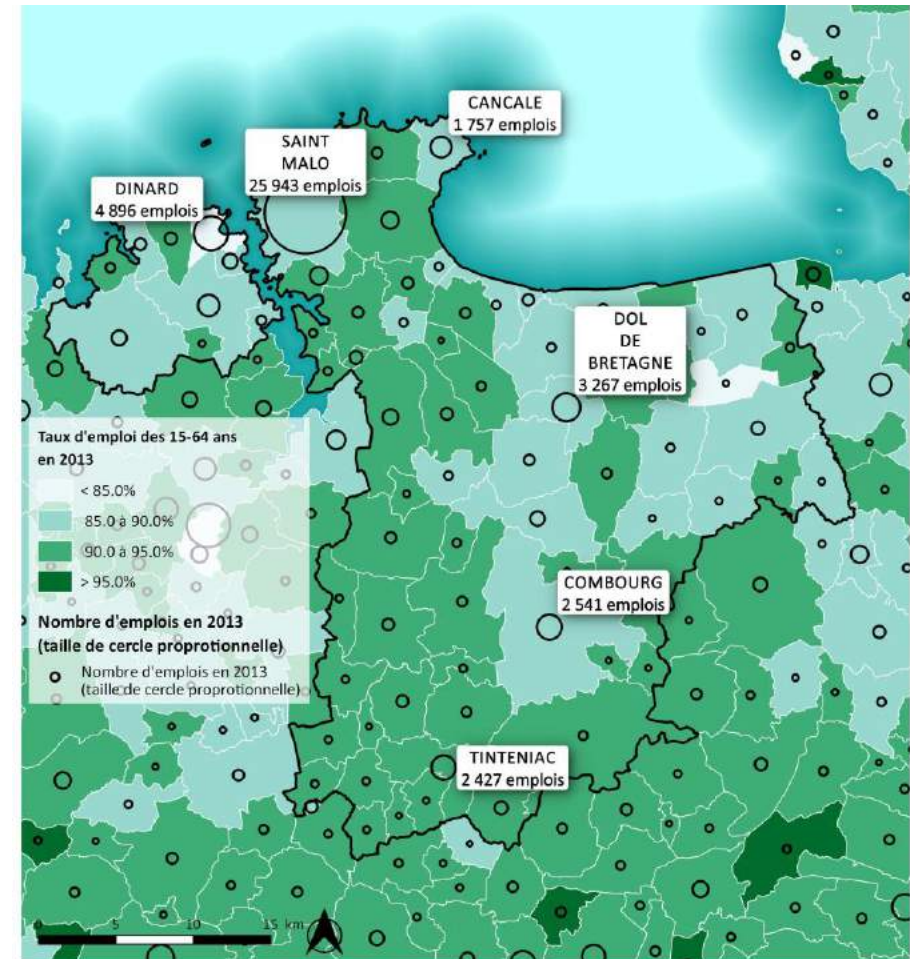 CANCALE
1 757 emplois
SAINT
MALO
25 943 emplois
DINARD
4 896 emplois
DOL
DE
BRETAGNE
3 267 emplois
Taux d'emploi des 15-64 ans
en 2013
< 85.0%
85.0 à 90.0%
90.0 à 95.0%
> 95.0%
Nombre d'emplois en 2013
(taille de cercle proprotionnelle)
Nombre d'emplois en 2013
(taille de cercle proprotionnelle)
COMBOURG
2 541 emplois
TINTENIAC
2 427 emplois
0 5 10 15 km